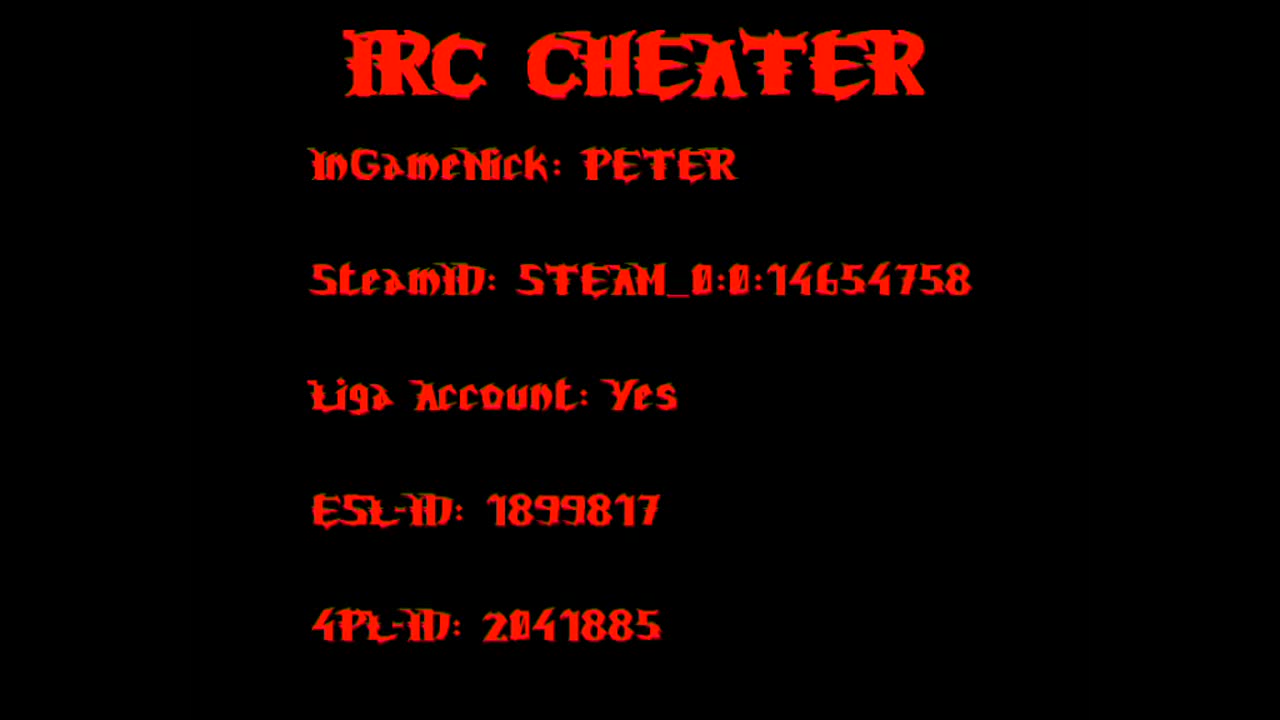 IRC CHEATER
InGameNick: PETER
SteamID: STEAM_0:0:14654758
Liga Account: Yes
ESL-ID: 1899817
4PL-ID: 2041885